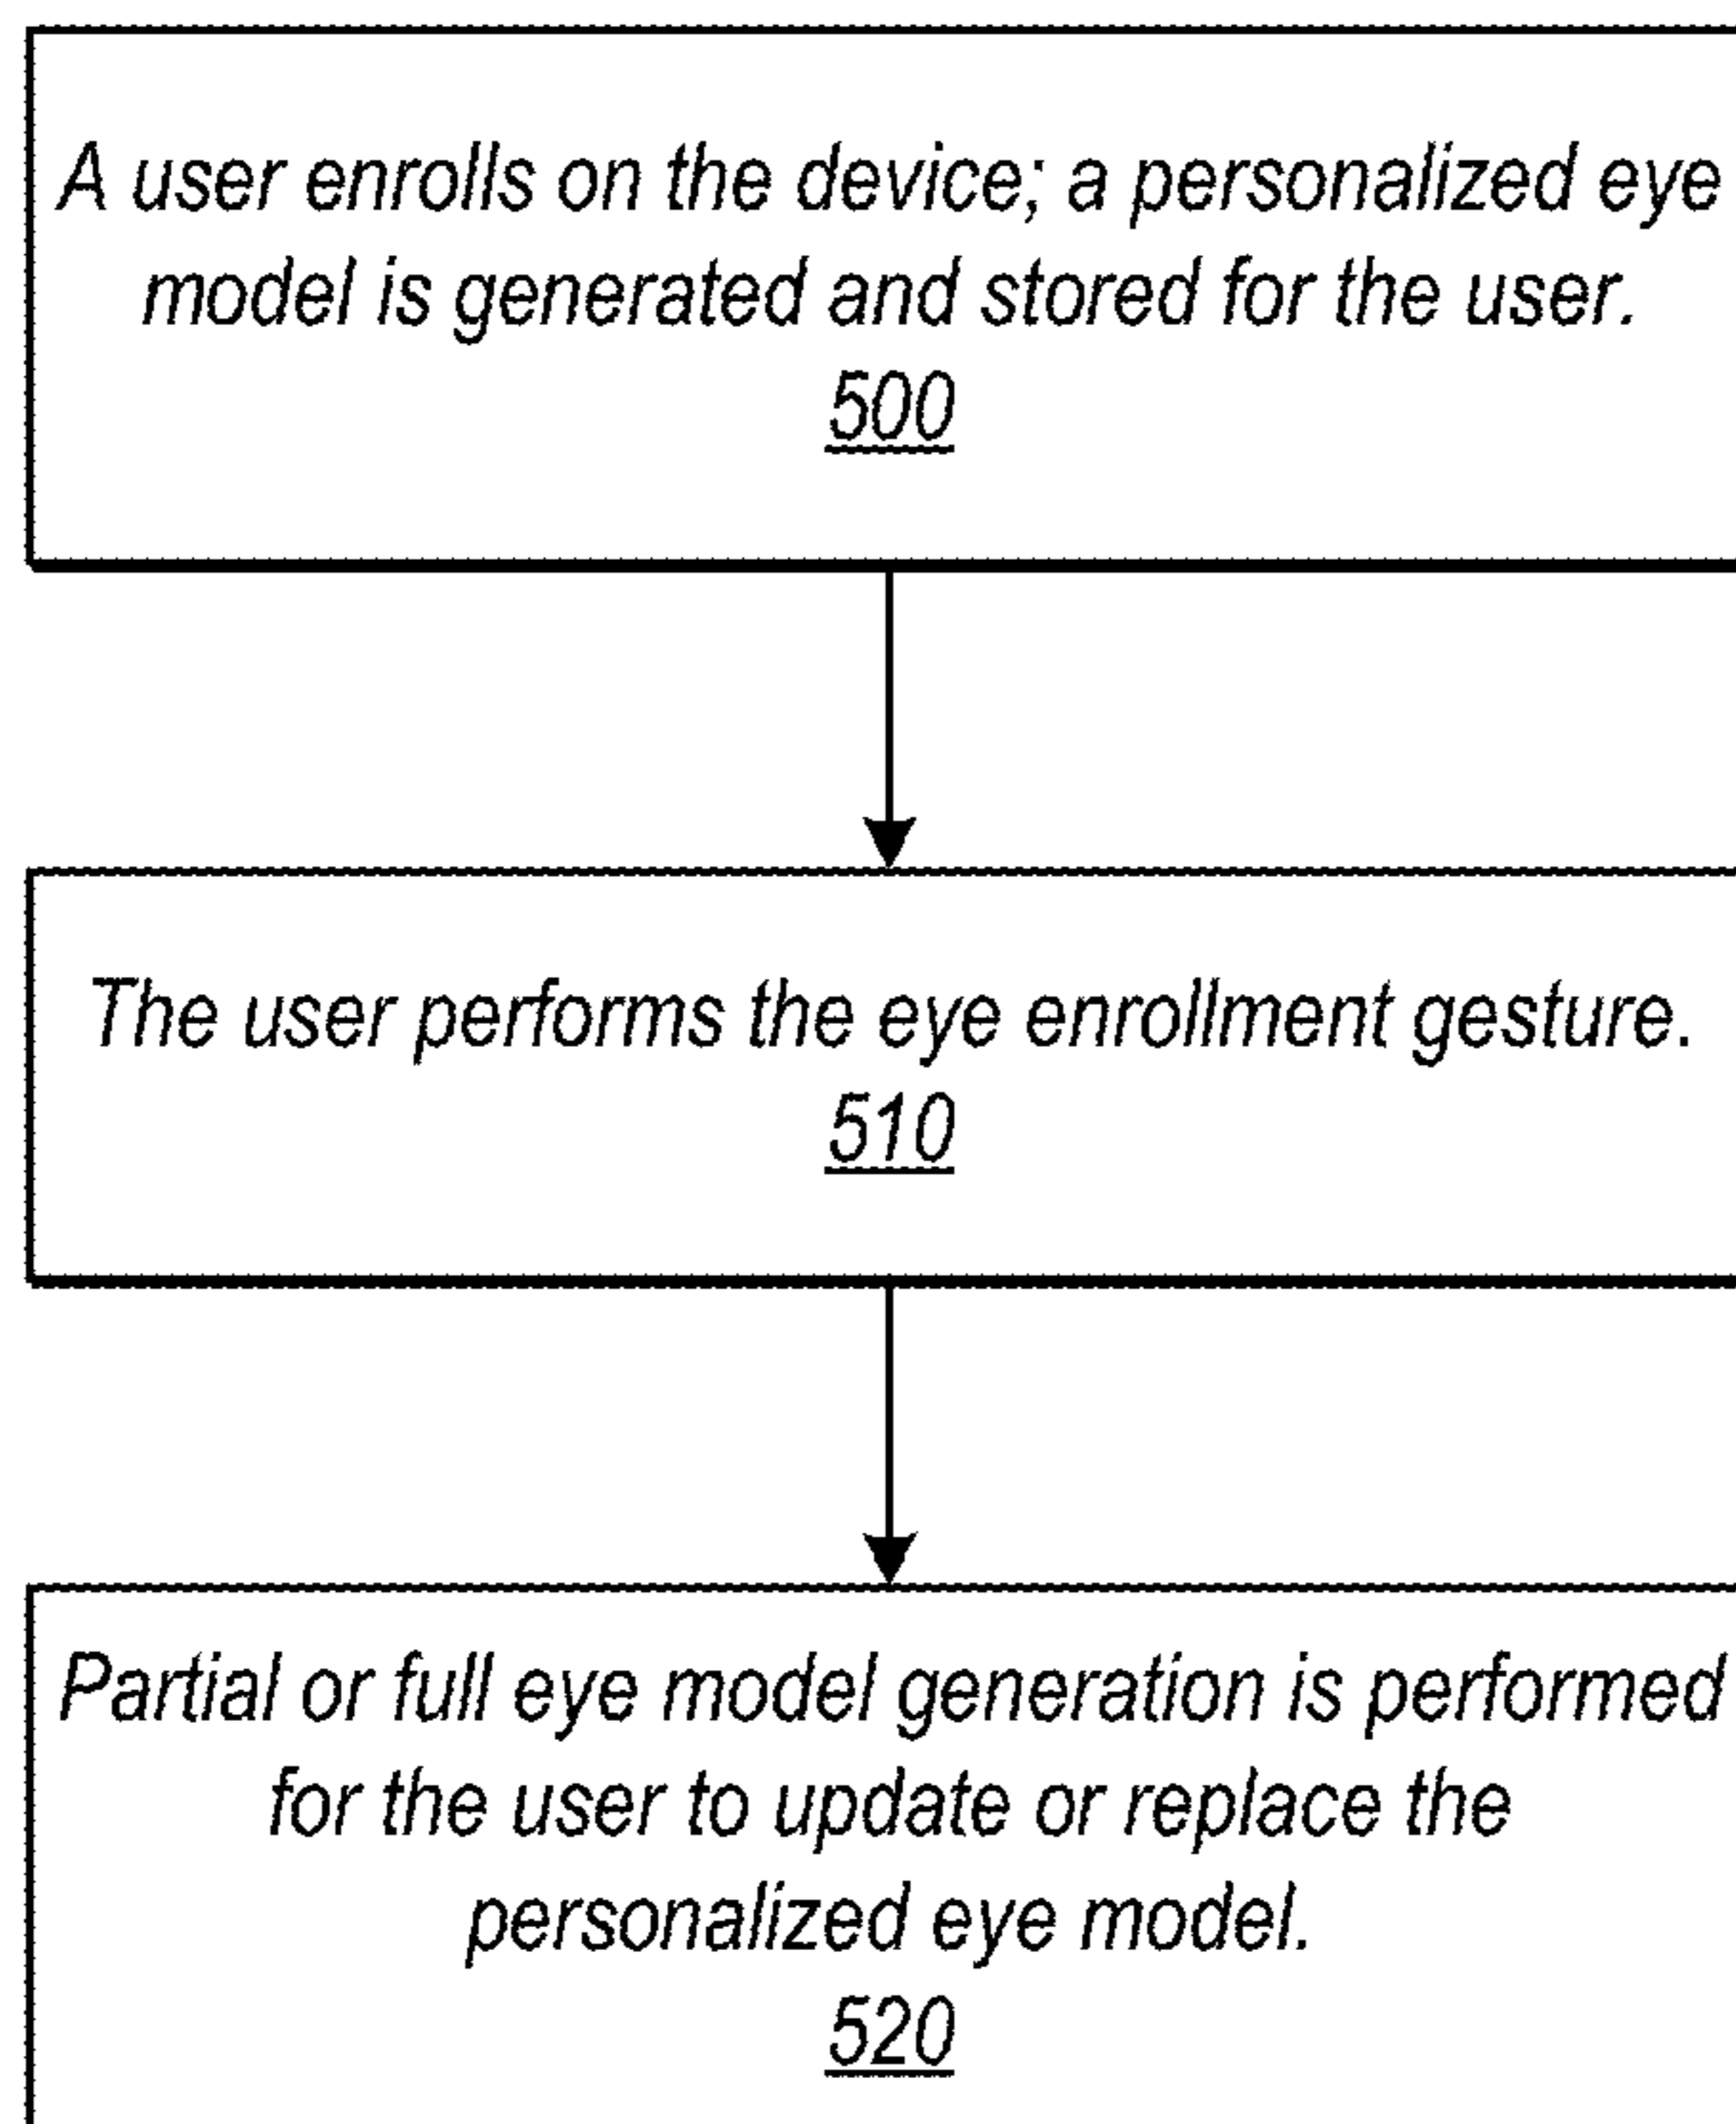 A user enrolls on the device; a personalized eye
model is generated and stored for the user.
500
The user performs the eye enrollment gesture.
510
Partial or full eye model generation is performed
for the user to update or replace the
personalized eye model.
520